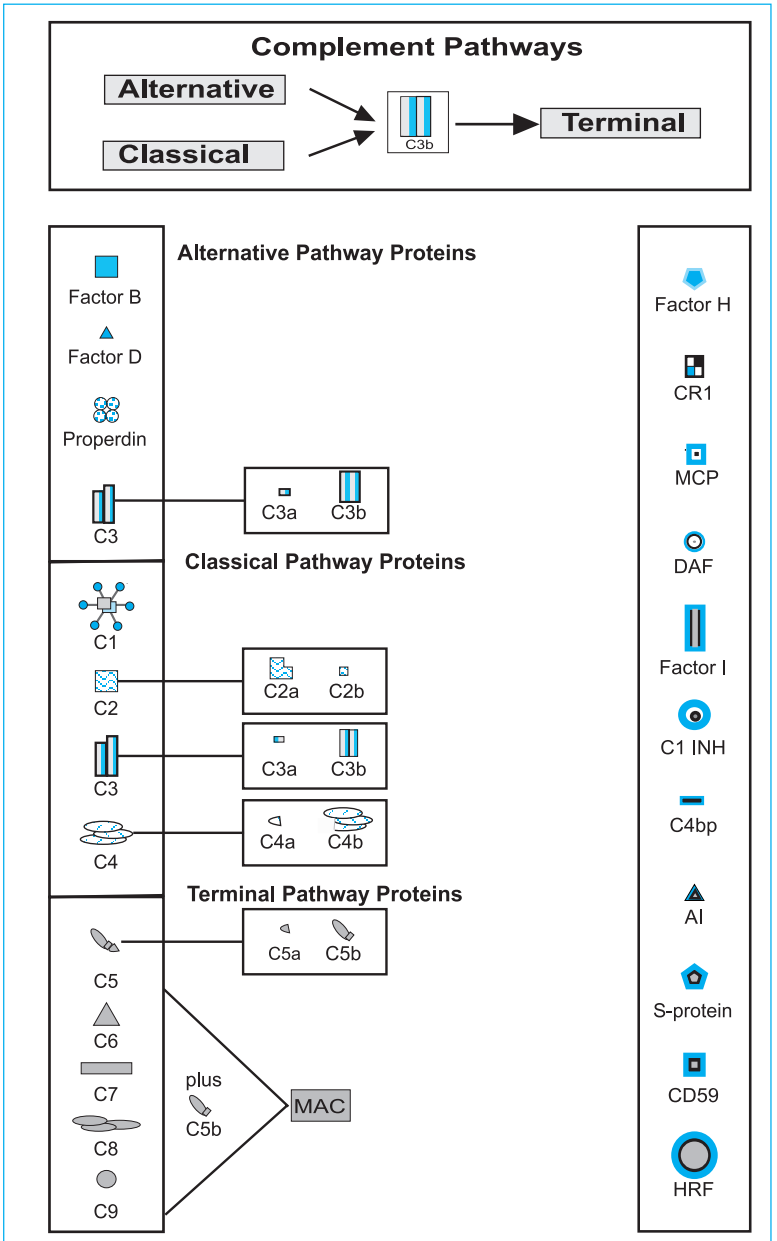 Complement Pathways
Alternative
Classical
C3b
Terminal
Alternative Pathway Proteins
Factor B
Factor D
Properdin
C3
C3a C3b
Classical Pathway Proteins
C1
C2
C2a C2b
C3
C3a C3b
C4
C4a C4b
Terminal Pathway Proteins
C5
C5a C5b
C6
C7
C8
C9
plus
C5b
MAC
Factor H
CR1
MCP
DAF
Factor I
C1 INH
C4bp
AI
S-protein
CD59
HRF